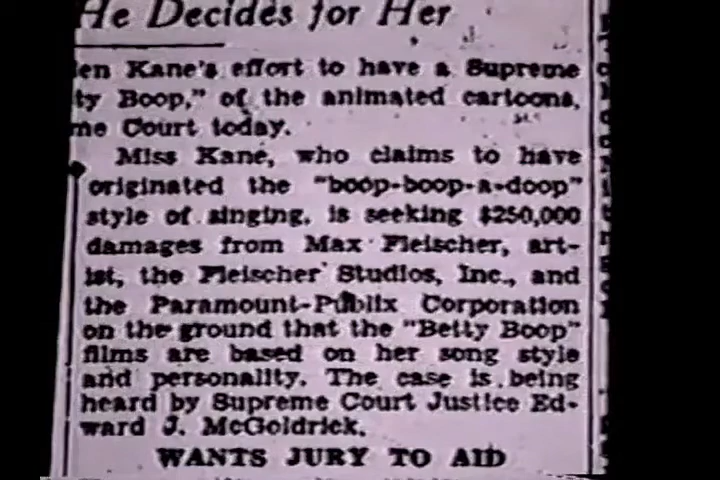 He Decides for Her
en Kane's effort to have a Supreme
ty Boop," of the animated cartoons,
me Court today.
Miss Kane, who claims to have
originated the "boop-boop-a-doop"
style of singing, is seeking $250,000
damages from Max Fleischer, art-
ist, the Fleischer Studios, Inc., and
the Paramount-Publix Corporation
on the ground that the "Betty Boop"
films are based on her song style
and personality. The case is being
heard by Supreme Court Justice Ed-
ward J. McGoldrick.
WANTS JURY TO AID